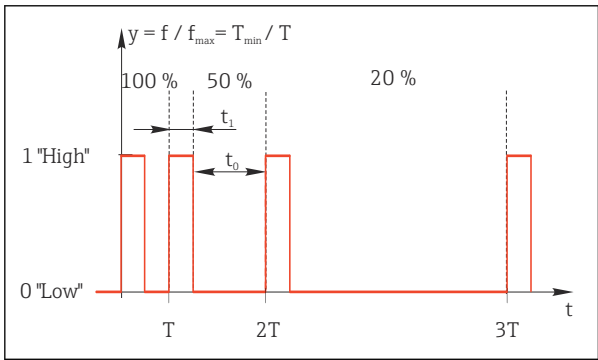 y = f / fmax= Tmin / T
100 % 50 % 20 %
t1
1 "High"
t0
0 "Low"
t
T 2T 3T